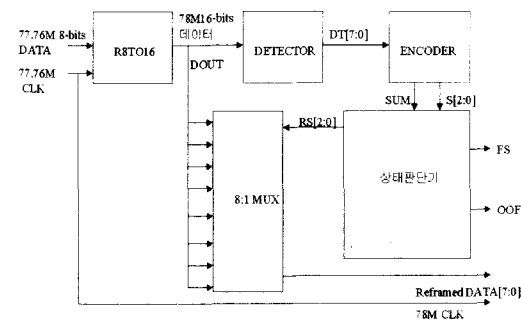 77.76M 8-bits
DATA
77.76M
CLK
R8TO16
78M16-bits
데이터
DOUT
DETECTOR
DT[7:0]
ENCODER
SUM
S[2:0]
RS[2:0]
8:1 MUX
상태판단기
FS
OOF
Reframed DATA[7:0]
78M CLK